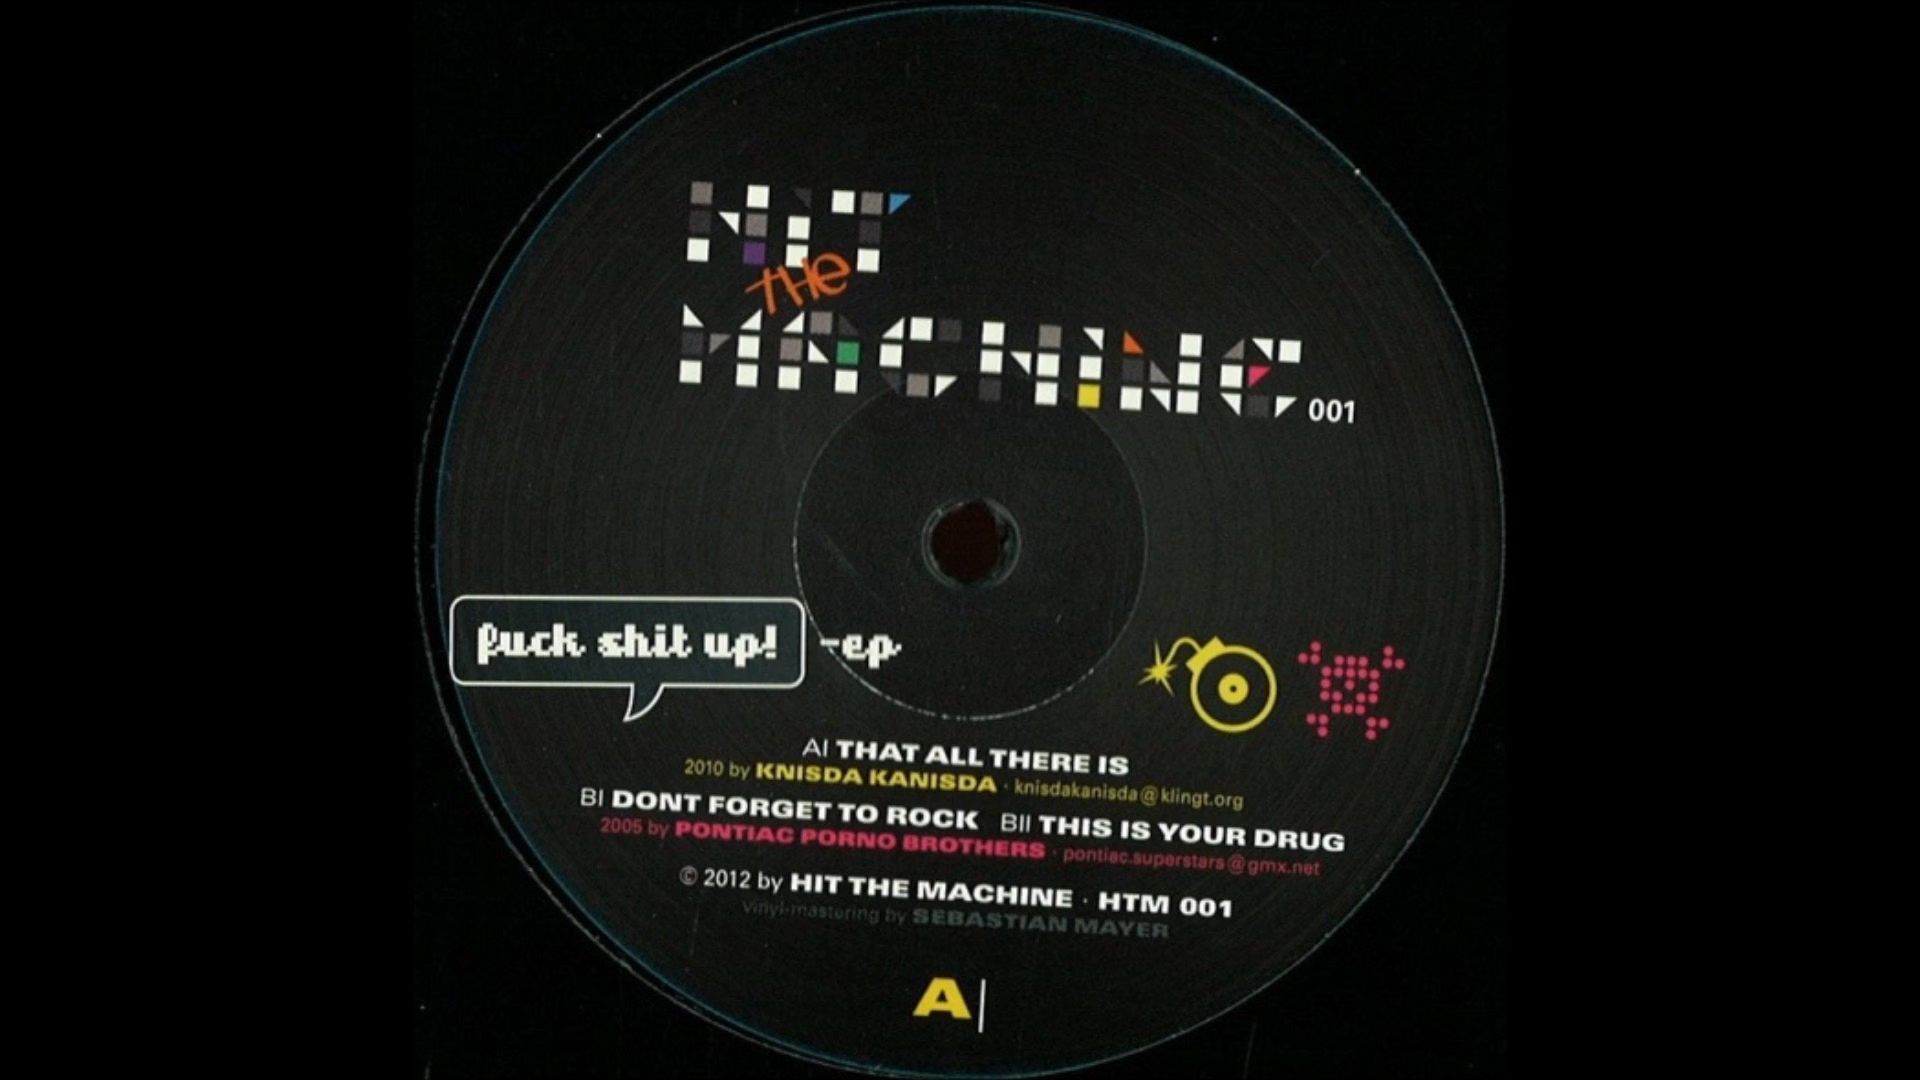 HiT
THe
MACHiNe 001
fuck shit up! -ep
AI THAT ALL THERE IS
2010 by KNISDA KANISDA · knisdakanisda@klingt.org
BI DONT FORGET TO ROCK BII THIS IS YOUR DRUG
2005 by PONTIAC PORNO BROTHERS · pontiac.superstars@gmx.net
© 2012 by HIT THE MACHINE · HTM 001
vinyl-mastering by SEBASTIAN MAYER
A|